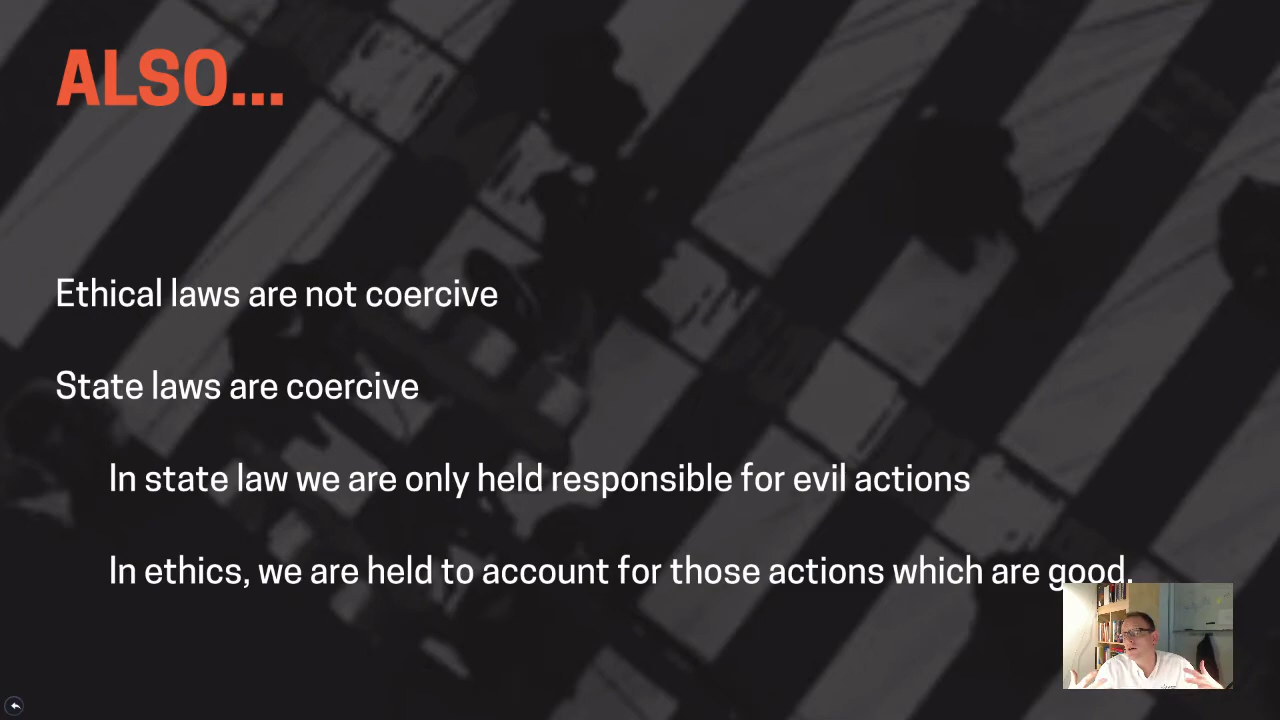 ALSO...
Ethical laws are not coercive
State laws are coercive
In state law we are only held responsible for evil actions
In ethics, we are held to account for those actions which are good.